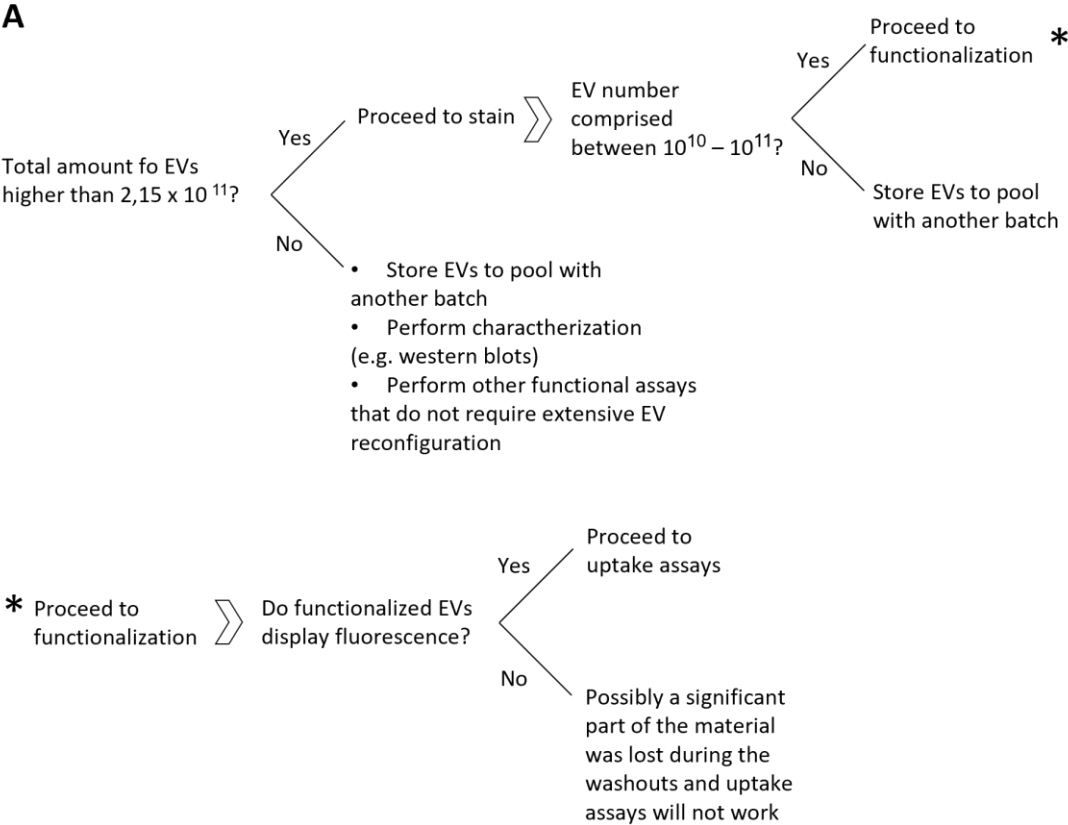 A
Total amount fo EVs
higher than 2,15 x 10 ¹¹?
Yes
No
Proceed to stain
EV number
comprised
between 10¹⁰ – 10¹¹?
Yes
No
Proceed to
functionalization *
Store EVs to pool
with another batch
• Store EVs to pool with
another batch
• Perform charactherization
(e.g. western blots)
• Perform other functional assays
that do not require extensive EV
reconfiguration
* Proceed to
functionalization
Do functionalized EVs
display fluorescence?
Yes
No
Proceed to
uptake assays
Possibly a significant
part of the material
was lost during the
washouts and uptake
assays will not work